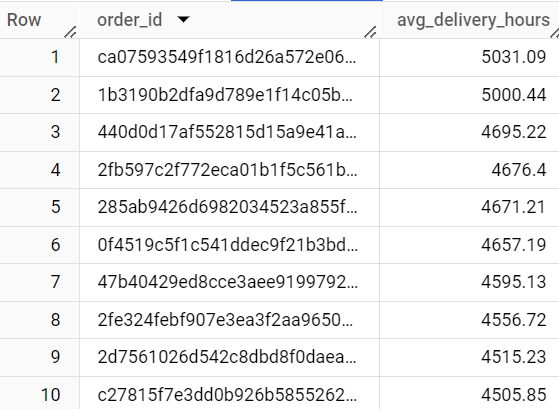 Row order_id avg_delivery_hours
1 ca07593549f1816d26a572e06... 5031.09
2 1b3190b2dfa9d789e1f14c05b... 5000.44
3 440d0d17af552815d15a9e41a... 4695.22
4 2fb597c2f772eca01b1f5c561b... 4676.4
5 285ab9426d6982034523a855f... 4671.21
6 0f4519c5f1c541ddec9f21b3bd... 4657.19
7 47b40429ed8cce3aee9199792... 4595.13
8 2fe324febf907e3ea3f2aa9650... 4556.72
9 2d7561026d542c8dbd8f0daea... 4515.23
10 c27815f7e3dd0b926b5855262... 4505.85